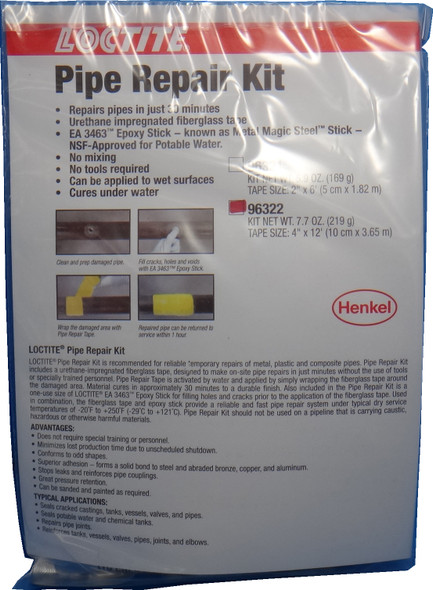 LOCTITE
Pipe Repair Kit
• Repairs pipes in just 30 minutes
• Urethane impregnated fiberglass tape
• EA 3463™ Epoxy Stick – known as Metal Magic Steel™ Stick –
NSF-Approved for Potable Water.
• No mixing
• No tools required
• Can be applied to wet surfaces
• Cures under water
KIT NET OZ. (169 g)
TAPE SIZE: 2" x 6' (5 cm x 1.82 m)
96322
KIT NET WT. 7.7 OZ. (219 g)
TAPE SIZE: 4" x 12' (10 cm x 3.65 m)
Clean and prep damaged pipe.
Fill cracks, holes and voids
with EA 3463™ Epoxy Stick.
Wrap the damaged area with
Pipe Repair Tape.
Repaired pipe can be returned to
service within 1 hour
Henkel
LOCTITE® Pipe Repair Kit
LOCTITE® Pipe Repair Kit is recommended for reliable temporary repairs of metal, plastic and composite pipes. Pipe Repair Kit
includes a urethane-impregnated fiberglass tape, designed to make on-site pipe repairs in just minutes without the use of tools
or specially trained personnel. Pipe Repair Tape is activated by water and applied by simply wrapping the fiberglass tape around
the damaged area. Material cures in approximately 30 minutes to a durable finish. Also included in the Pipe Repair Kit is a
one-use size of LOCTITE® EA 3463™ Epoxy Stick for filling holes and cracks prior to the application of the fiberglass tape. Used
in combination, the fiberglass tape and epoxy stick provide a reliable and fast pipe repair system under typical dry service
temperatures of -20°F to +250°F (-29°C to +121°C). Pipe Repair Kit should not be used on a pipeline that is carrying caustic,
hazardous or otherwise harmful materials.
ADVANTAGES:
• Does not require special training or personnel.
• Minimizes lost production time due to unscheduled shutdown.
• Conforms to odd shapes.
• Superior adhesion – forms a solid bond to steel and abraded bronze, copper, and aluminum.
• Stops leaks and reinforces pipe couplings.
• Great pressure retention.
• Can be sanded and painted as required.
TYPICAL APPLICATIONS:
• Seals cracked castings, tanks, vessels, valves, and pipes.
• Seals potable water and chemical tanks.
• Repairs pipe joints.
• Reinforces tanks, vessels, valves, pipes, joints, and elbows.